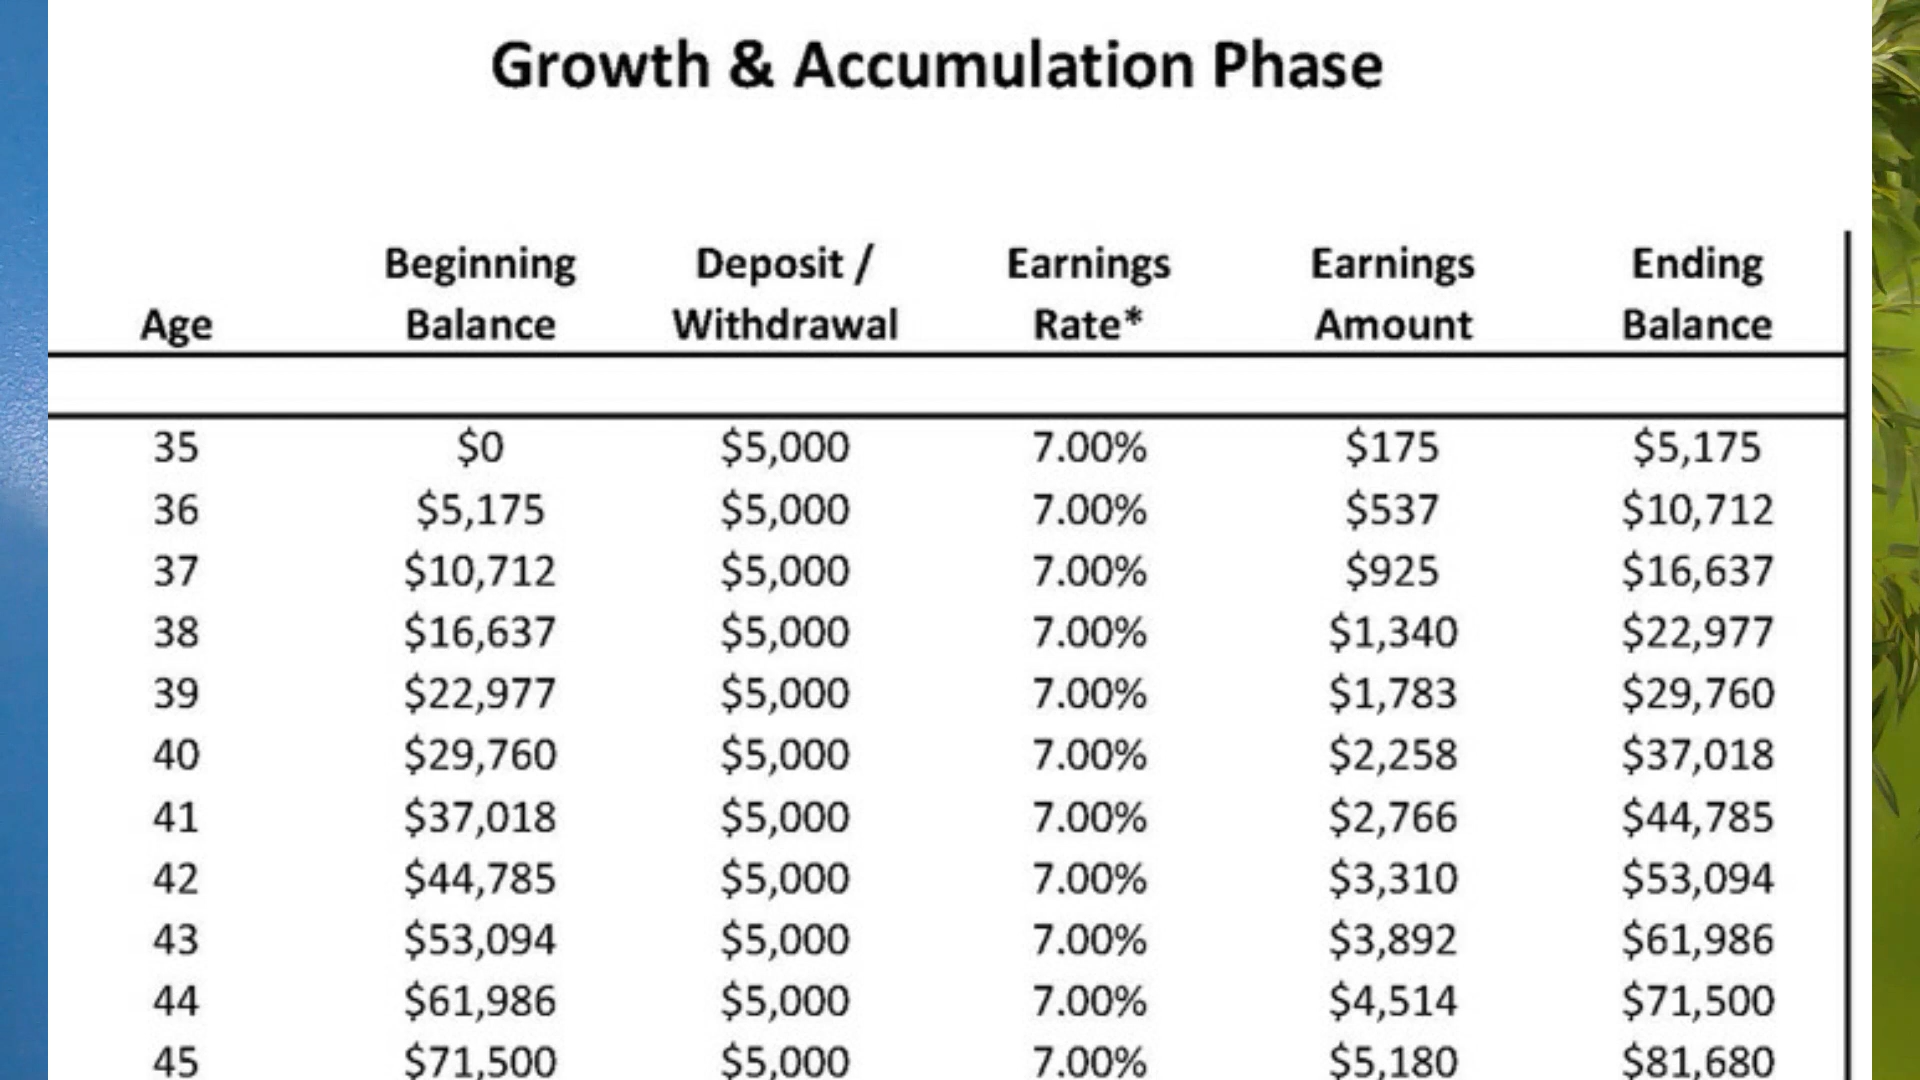 Growth & Accumulation Phase
Beginning Deposit / Earnings Earnings Ending
Age Balance Withdrawal Rate* Amount Balance
35 $0 $5,000 7.00% $175 $5,175
36 $5,175 $5,000 7.00% $537 $10,712
37 $10,712 $5,000 7.00% $925 $16,637
38 $16,637 $5,000 7.00% $1,340 $22,977
39 $22,977 $5,000 7.00% $1,783 $29,760
40 $29,760 $5,000 7.00% $2,258 $37,018
41 $37,018 $5,000 7.00% $2,766 $44,785
42 $44,785 $5,000 7.00% $3,310 $53,094
43 $53,094 $5,000 7.00% $3,892 $61,986
44 $61,986 $5,000 7.00% $4,514 $71,500
45 $71,500 $5,000 7.00% $5,180 $81,680